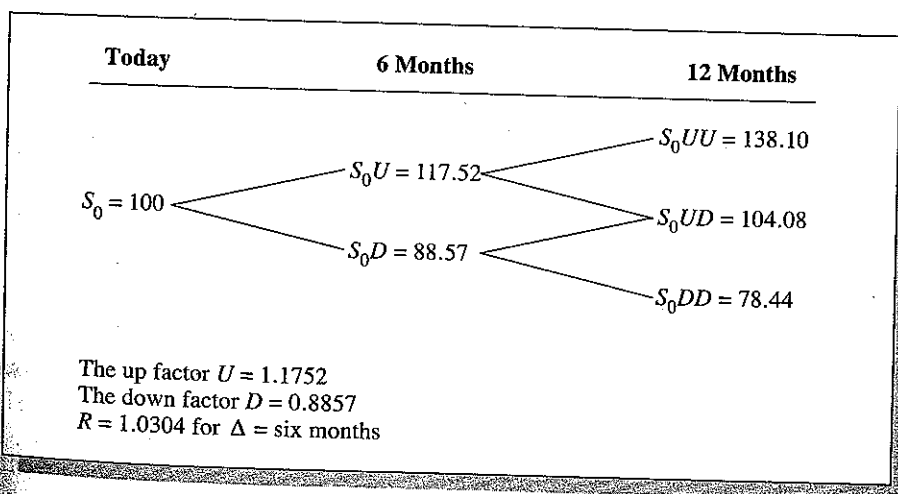 Today 6 Months 12 Months
S₀UU = 138.10
S₀U = 117.52
S₀ = 100
S₀UD = 104.08
S₀D = 88.57
S₀DD = 78.44
The up factor U = 1.1752
The down factor D = 0.8857
R = 1.0304 for Δ = six months